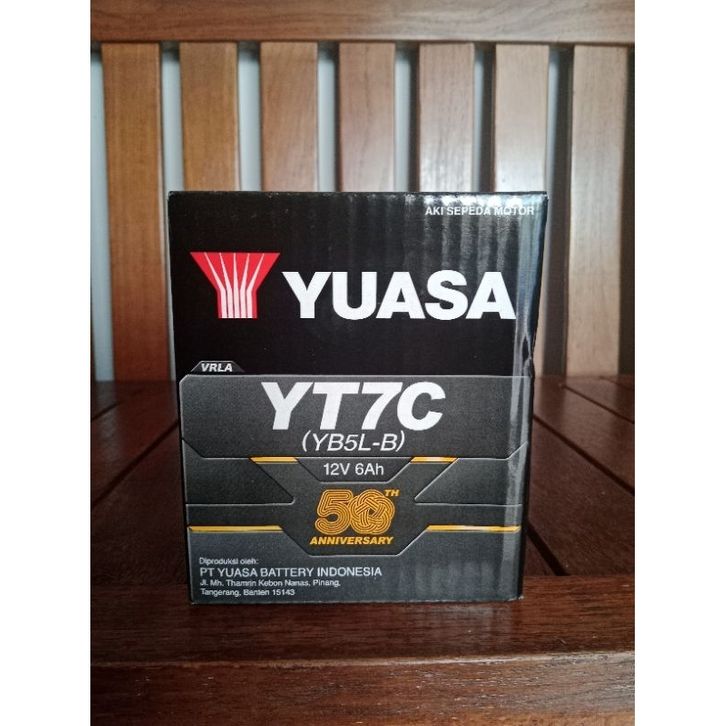 AKI SEPEDA MOTOR
YUASA
VRLA
YT7C
(YB5L-B)
12V 6Ah
50TH
ANNIVERSARY
Diproduksi oleh:
PT YUASA BATTERY INDONESIA
Jl. Mh. Thamrin Kebon Nanas, Pinang,
Tangerang, Banten 15143